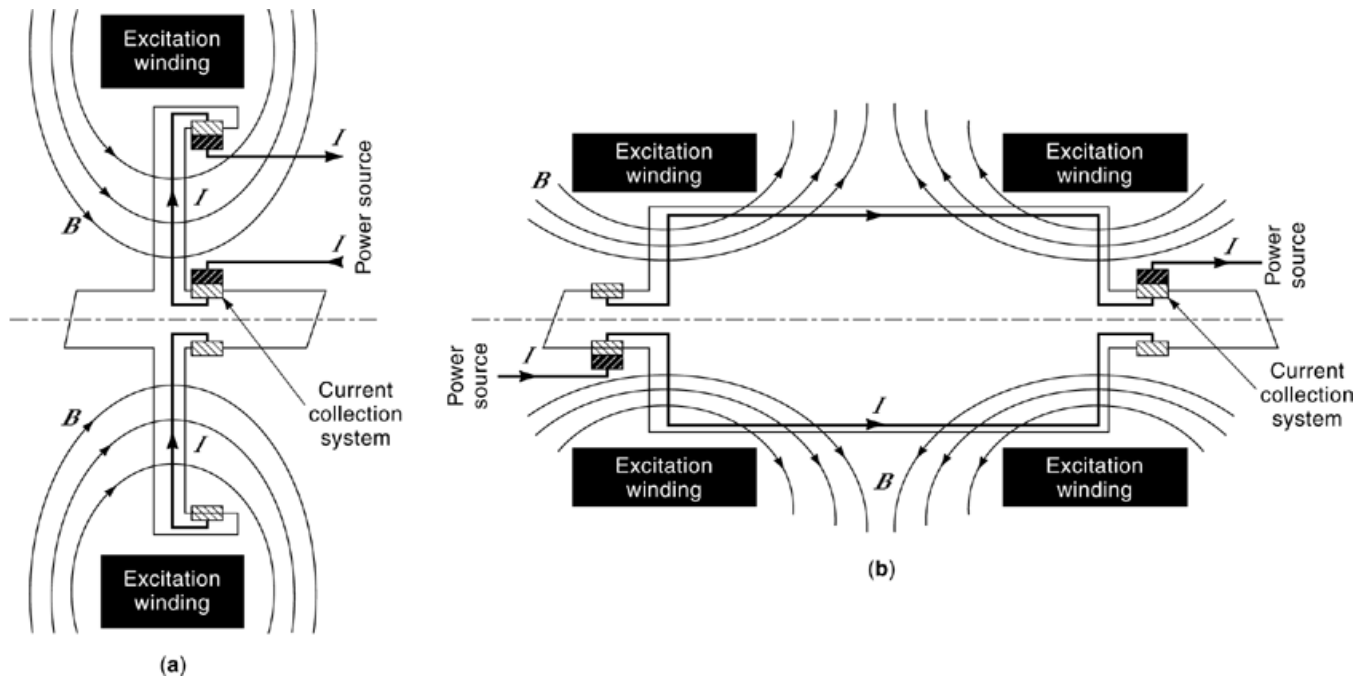 Excitation
winding
I
Power source
I
B
I
B
I
Current
collection
system
Excitation
winding
(a)
Excitation
winding
Excitation
winding
B
I
I
Power
source
I
Power
source
I
B
Current
collection
system
Excitation
winding
Excitation
winding
(b)